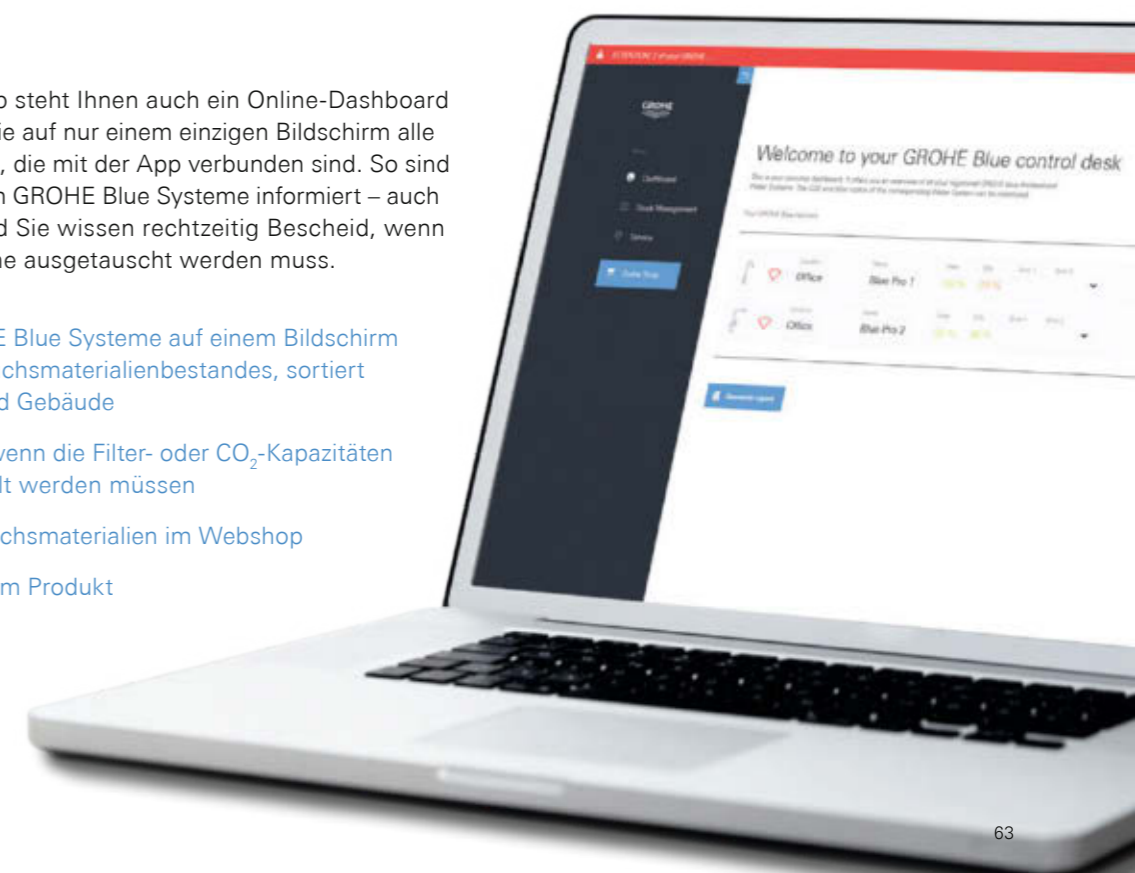 steht Ihnen auch ein Online-Dashboard
ie auf nur einem einzigen Bildschirm alle
, die mit der App verbunden sind. So sind
GROHE Blue Systeme informiert – auch
d Sie wissen rechtzeitig Bescheid, wenn
ne ausgetauscht werden muss.
E Blue Systeme auf einem Bildschirm
chsmaterialienbestandes, sortiert
d Gebäude
wenn die Filter- oder CO₂-Kapazitäten
lt werden müssen
chsmaterialien im Webshop
m Produkt
GROHE
Dashboard
Management
Service
Welcome to your GROHE Blue control desk
Office
Blue Pro 1
Office
Blue Pro 2
63